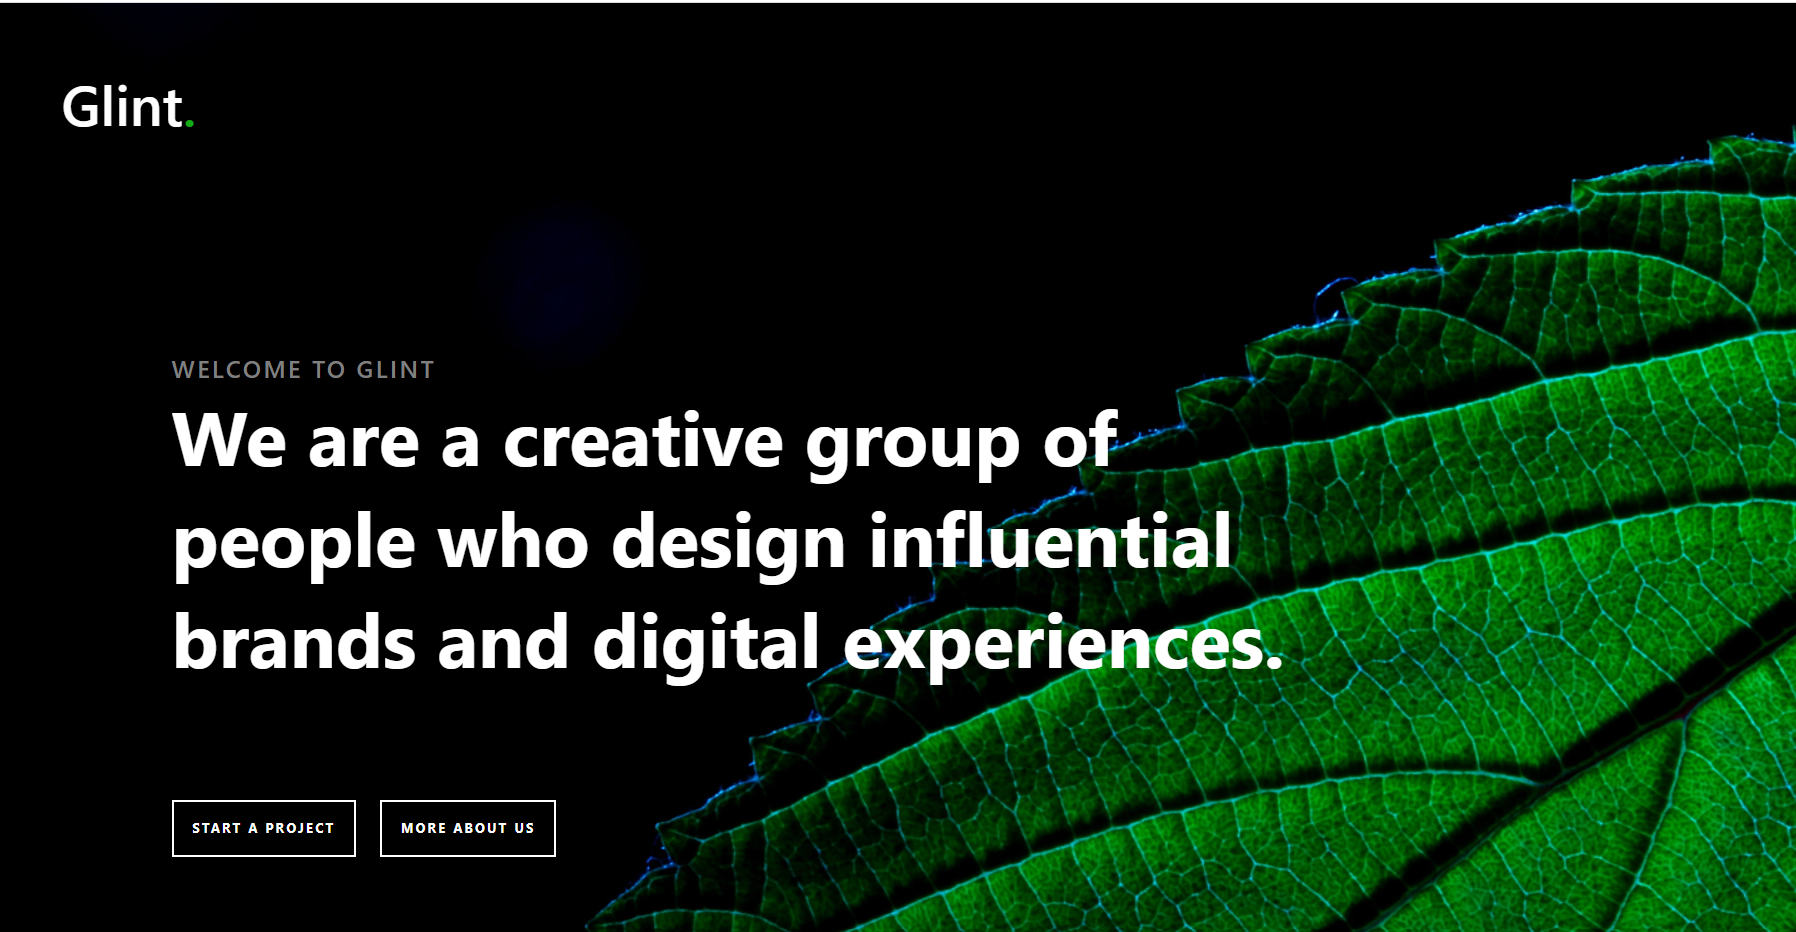 Glint.
WELCOME TO GLINT
We are a creative group of
people who design influential
brands and digital experiences.
START A PROJECT
MORE ABOUT US